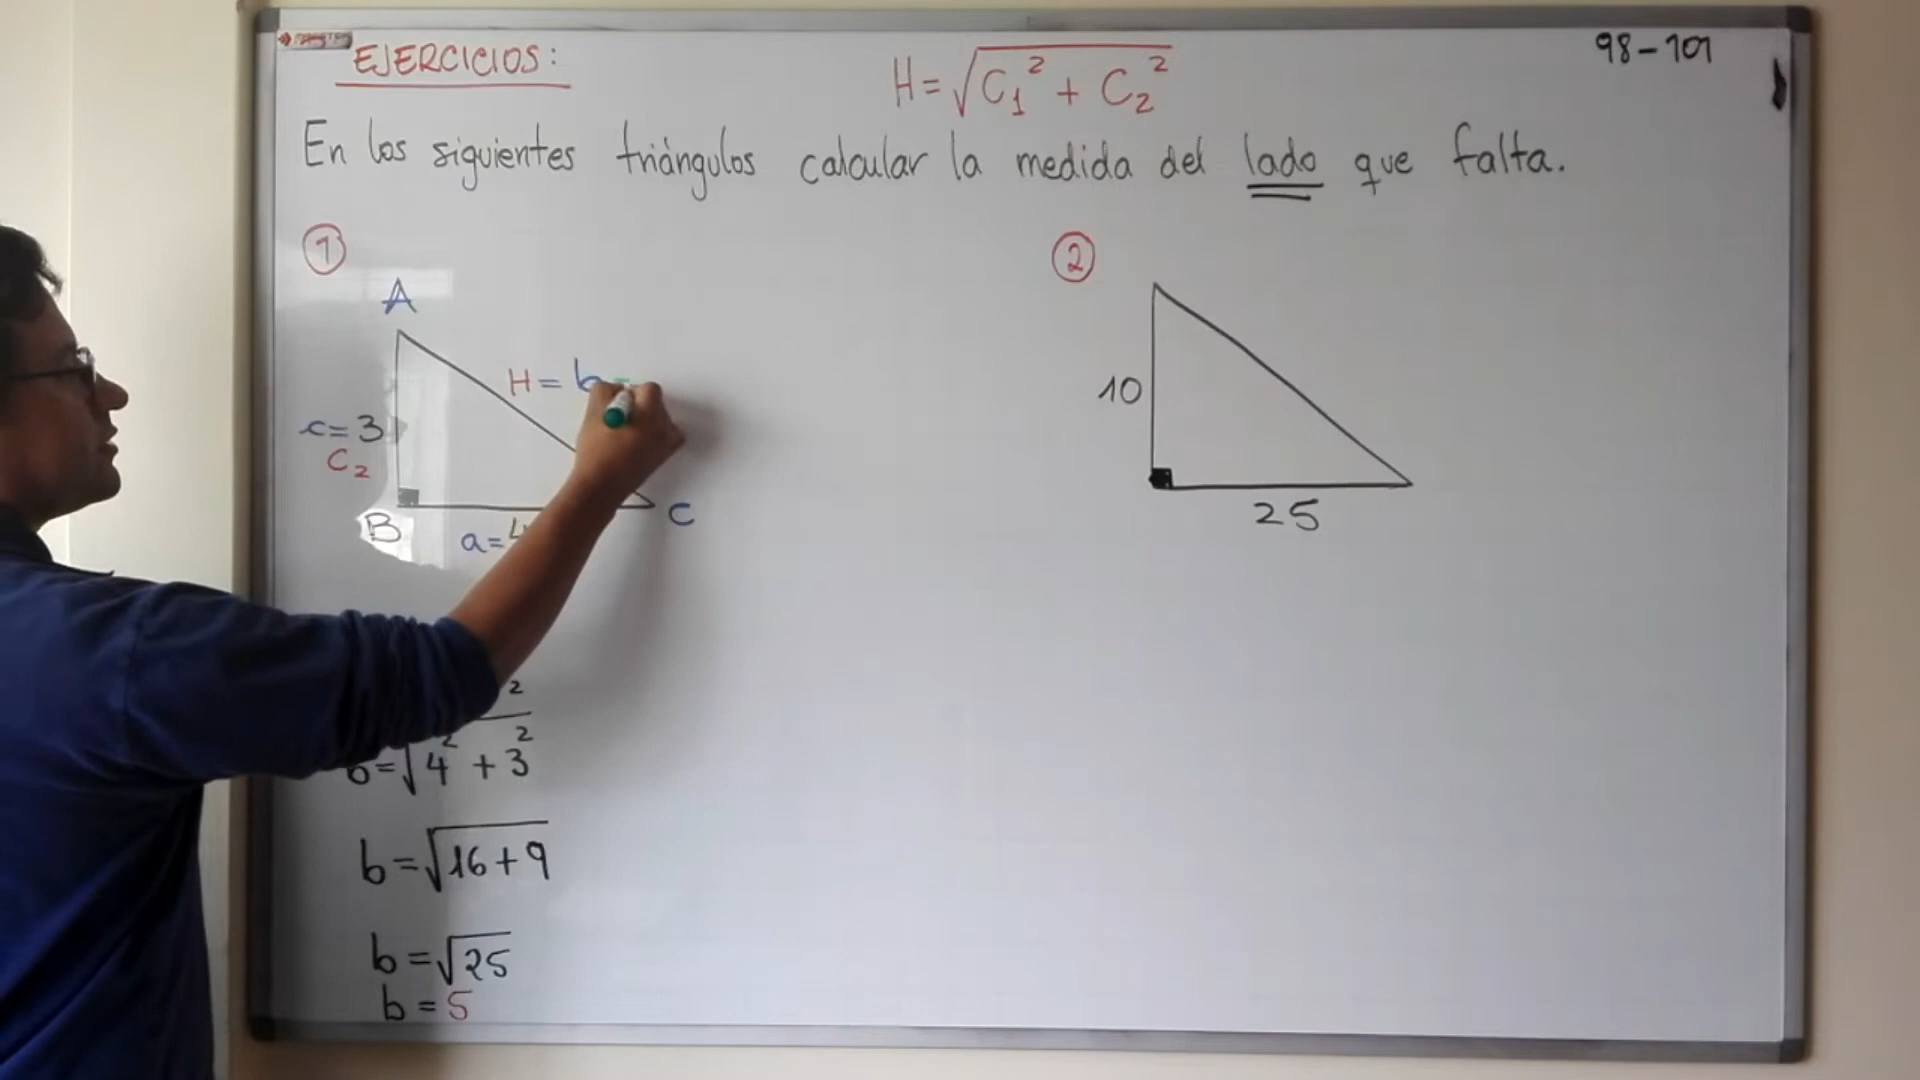 EJERCICIOS:
H = √C₁² + C₂²
98-101
En los siguientes triángulos calcular la medida del lado que falta.
1
A
H = b =
c = 3
C₂
B
a = 4
C
2
b = √4² + 3²
b = √16 + 9
b = √25
b = 5
2
10
25